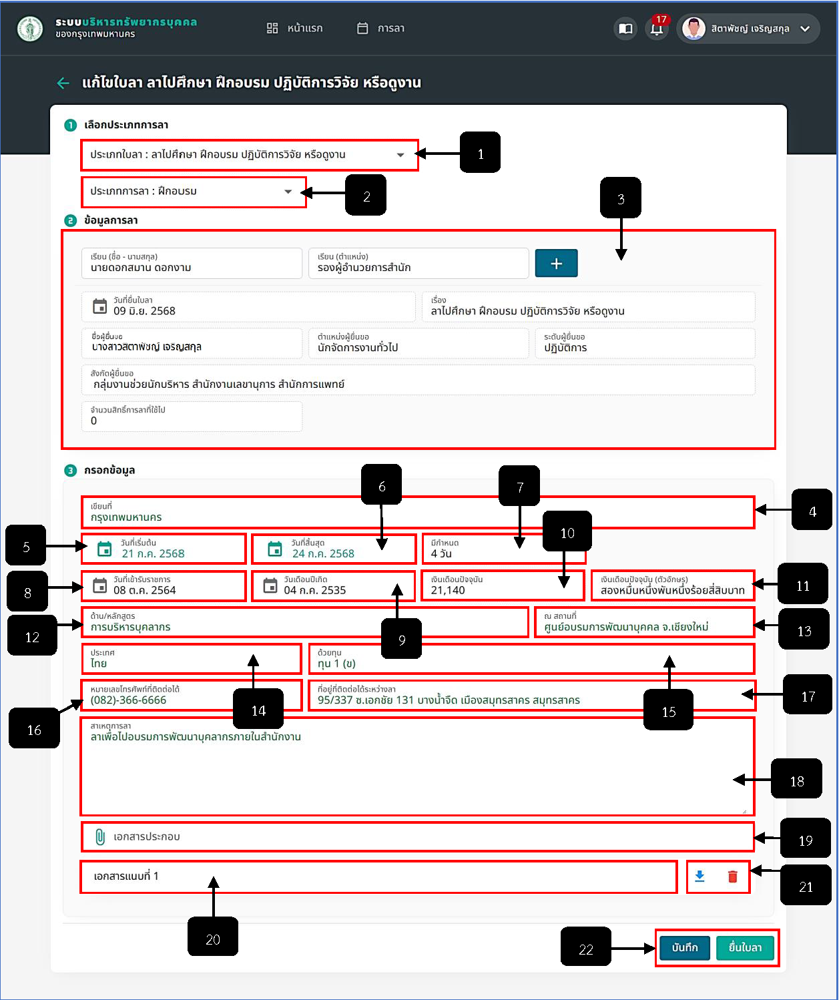 ระบบบริหารทรัพยากรบุคคล
ของกรุงเทพมหานคร
หน้าแรก
การลา
17
สิตาพัชญ์ เจริญสกุล
แก้ไขใบลา ลาไปศึกษา ฝึกอบรม ปฏิบัติการวิจัย หรือดูงาน
1 เลือกประเภทการลา
ประเภทใบลา : ลาไปศึกษา ฝึกอบรม ปฏิบัติการวิจัย หรือดูงาน
1
ประเภทการลา : ฝึกอบรม
2
3
2 ข้อมูลการลา
เรียน (ชื่อ - นามสกุล)
นายดอกสมาน ดอกงาม
เรียน (ตำแหน่ง)
รองผู้อำนวยการสำนัก
+
วันที่ยื่นใบลา
09 มิ.ย. 2568
เรื่อง
ลาไปศึกษา ฝึกอบรม ปฏิบัติการวิจัย หรือดูงาน
ชื่อผู้ยื่นขอ
นางสาวสิตาพัชญ์ เจริญสกุล
ตำแหน่งผู้ยื่นขอ
นักจัดการงานทั่วไป
ระดับผู้ยื่นขอ
ปฏิบัติการ
สังกัดผู้ยื่นขอ
กลุ่มงานช่วยนักบริหาร สำนักงานเลขานุการ สำนักการแพทย์
จำนวนสิทธิ์การลาที่ใช้ไป
0
3 กรอกข้อมูล
6
7
เขียนที่
กรุงเทพมหานคร
4
5
วันที่เริ่มต้น
21 ก.ค. 2568
วันที่สิ้นสุด
24 ก.ค. 2568
มีกำหนด
4 วัน
10
8
วันที่เข้ารับราชการ
08 ต.ค. 2564
วันเดือนปีเกิด
04 ก.ค. 2535
เงินเดือนปัจจุบัน
21,140
เงินเดือนปัจจุบัน (ตัวอักษร)
สองหมื่นหนึ่งพันหนึ่งร้อยสี่สิบบาท
11
12
ด้าน/หลักสูตร
การบริหารบุคลากร
9
ณ สถานที่
ศูนย์อบรมการพัฒนาบุคคล จ.เชียงใหม่
13
ประเทศ
ไทย
ด้วยทุน
ทุน 1 (ข)
16
หมายเลขโทรศัพท์ที่ติดต่อได้
(082)-366-6666
14
ที่อยู่ที่ติดต่อได้ระหว่างลา
95/337 ซ.เอกชัย 131 บางน้ำจืด เมืองสมุทรสาคร สมุทรสาคร
15
17
สาเหตุการลา
ลาเพื่อไปอบรมการพัฒนาบุคลากรภายในสำนักงาน
18
เอกสารประกอบ
19
เอกสารแนบที่ 1
21
20
22
บันทึก
ยื่นใบลา